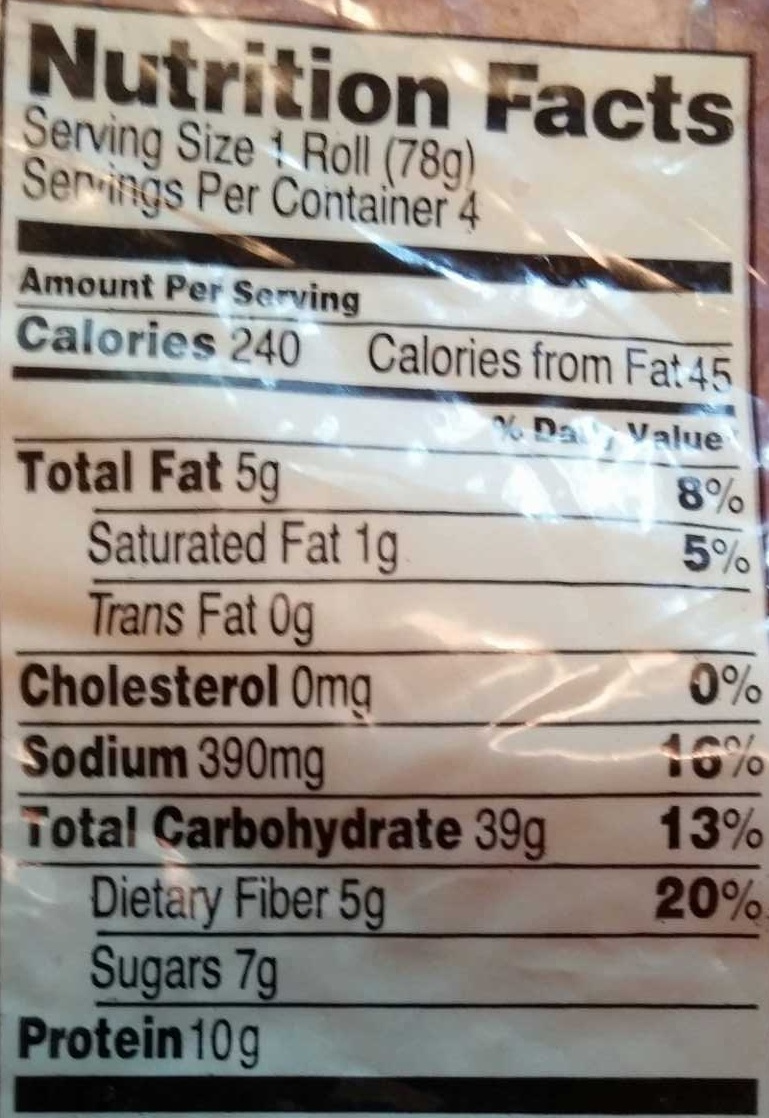 Nutrition Facts
Serving Size 1 Roll (78g)
Servings Per Container 4
Amount Per Serving
Calories 240 Calories from Fat 45
% Daily Value
Total Fat 5g 8%
Saturated Fat 1g 5%
Trans Fat 0g
Cholesterol 0mg 0%
Sodium 390mg 16%
Total Carbohydrate 39g 13%
Dietary Fiber 5g 20%
Sugars 7g
Protein 10g